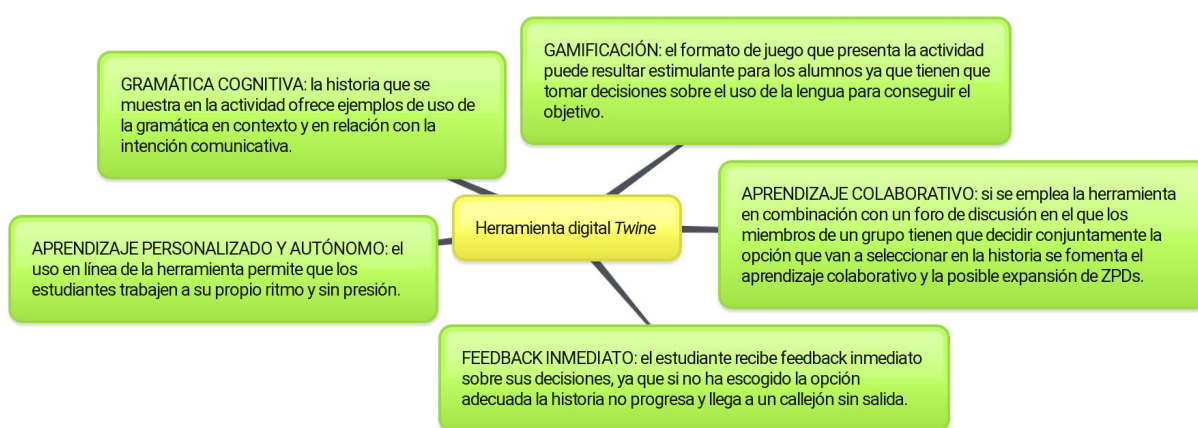 GRAMÁTICA COGNITIVA: la historia que se
muestra en la actividad ofrece ejemplos de uso de
la gramática en contexto y en relación con la
intención comunicativa.
GAMIFICACIÓN: el formato de juego que presenta la actividad
puede resultar estimulante para los alumnos ya que tienen que
tomar decisiones sobre el uso de la lengua para conseguir el
objetivo.
Herramienta digital Twine
APRENDIZAJE COLABORATIVO: si se emplea la herramienta
en combinación con un foro de discusión en el que los
miembros de un grupo tienen que decidir conjuntamente la
opción que van a seleccionar en la historia se fomenta el
aprendizaje colaborativo y la posible expansión de ZPDs.
APRENDIZAJE PERSONALIZADO Y AUTÓNOMO: el
uso en línea de la herramienta permite que los
estudiantes trabajen a su propio ritmo y sin presión.
FEEDBACK INMEDIATO: el estudiante recibe feedback inmediato
sobre sus decisiones, ya que si no ha escogido la opción
adecuada la historia no progresa y llega a un callejón sin salida.